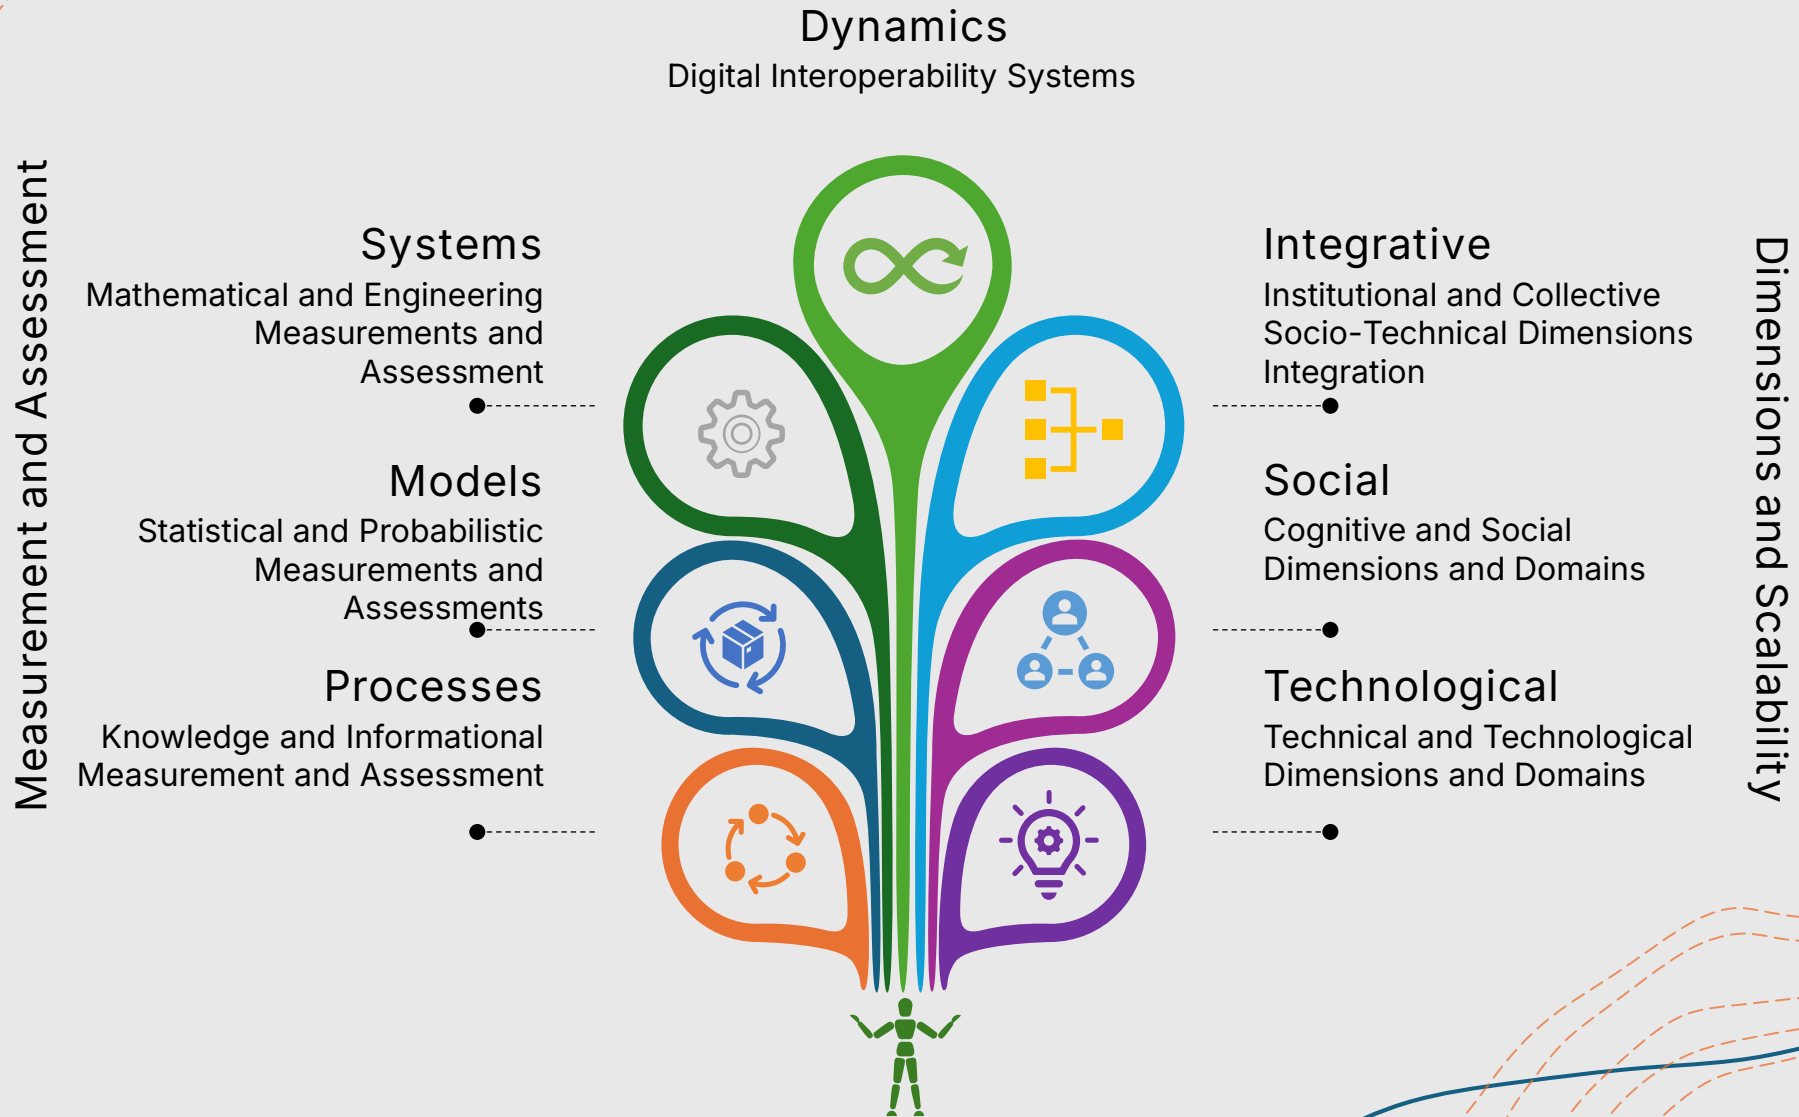 Dynamics
Digital Interoperability Systems
Measurement and Assessment
Systems
Mathematical and Engineering
Measurements and
Assessment
Models
Statistical and Probabilistic
Measurements and
Assessments
Processes
Knowledge and Informational
Measurement and Assessment
Integrative
Institutional and Collective
Socio-Technical Dimensions
Integration
Social
Cognitive and Social
Dimensions and Domains
Technological
Technical and Technological
Dimensions and Domains
Dimensions and Scalability